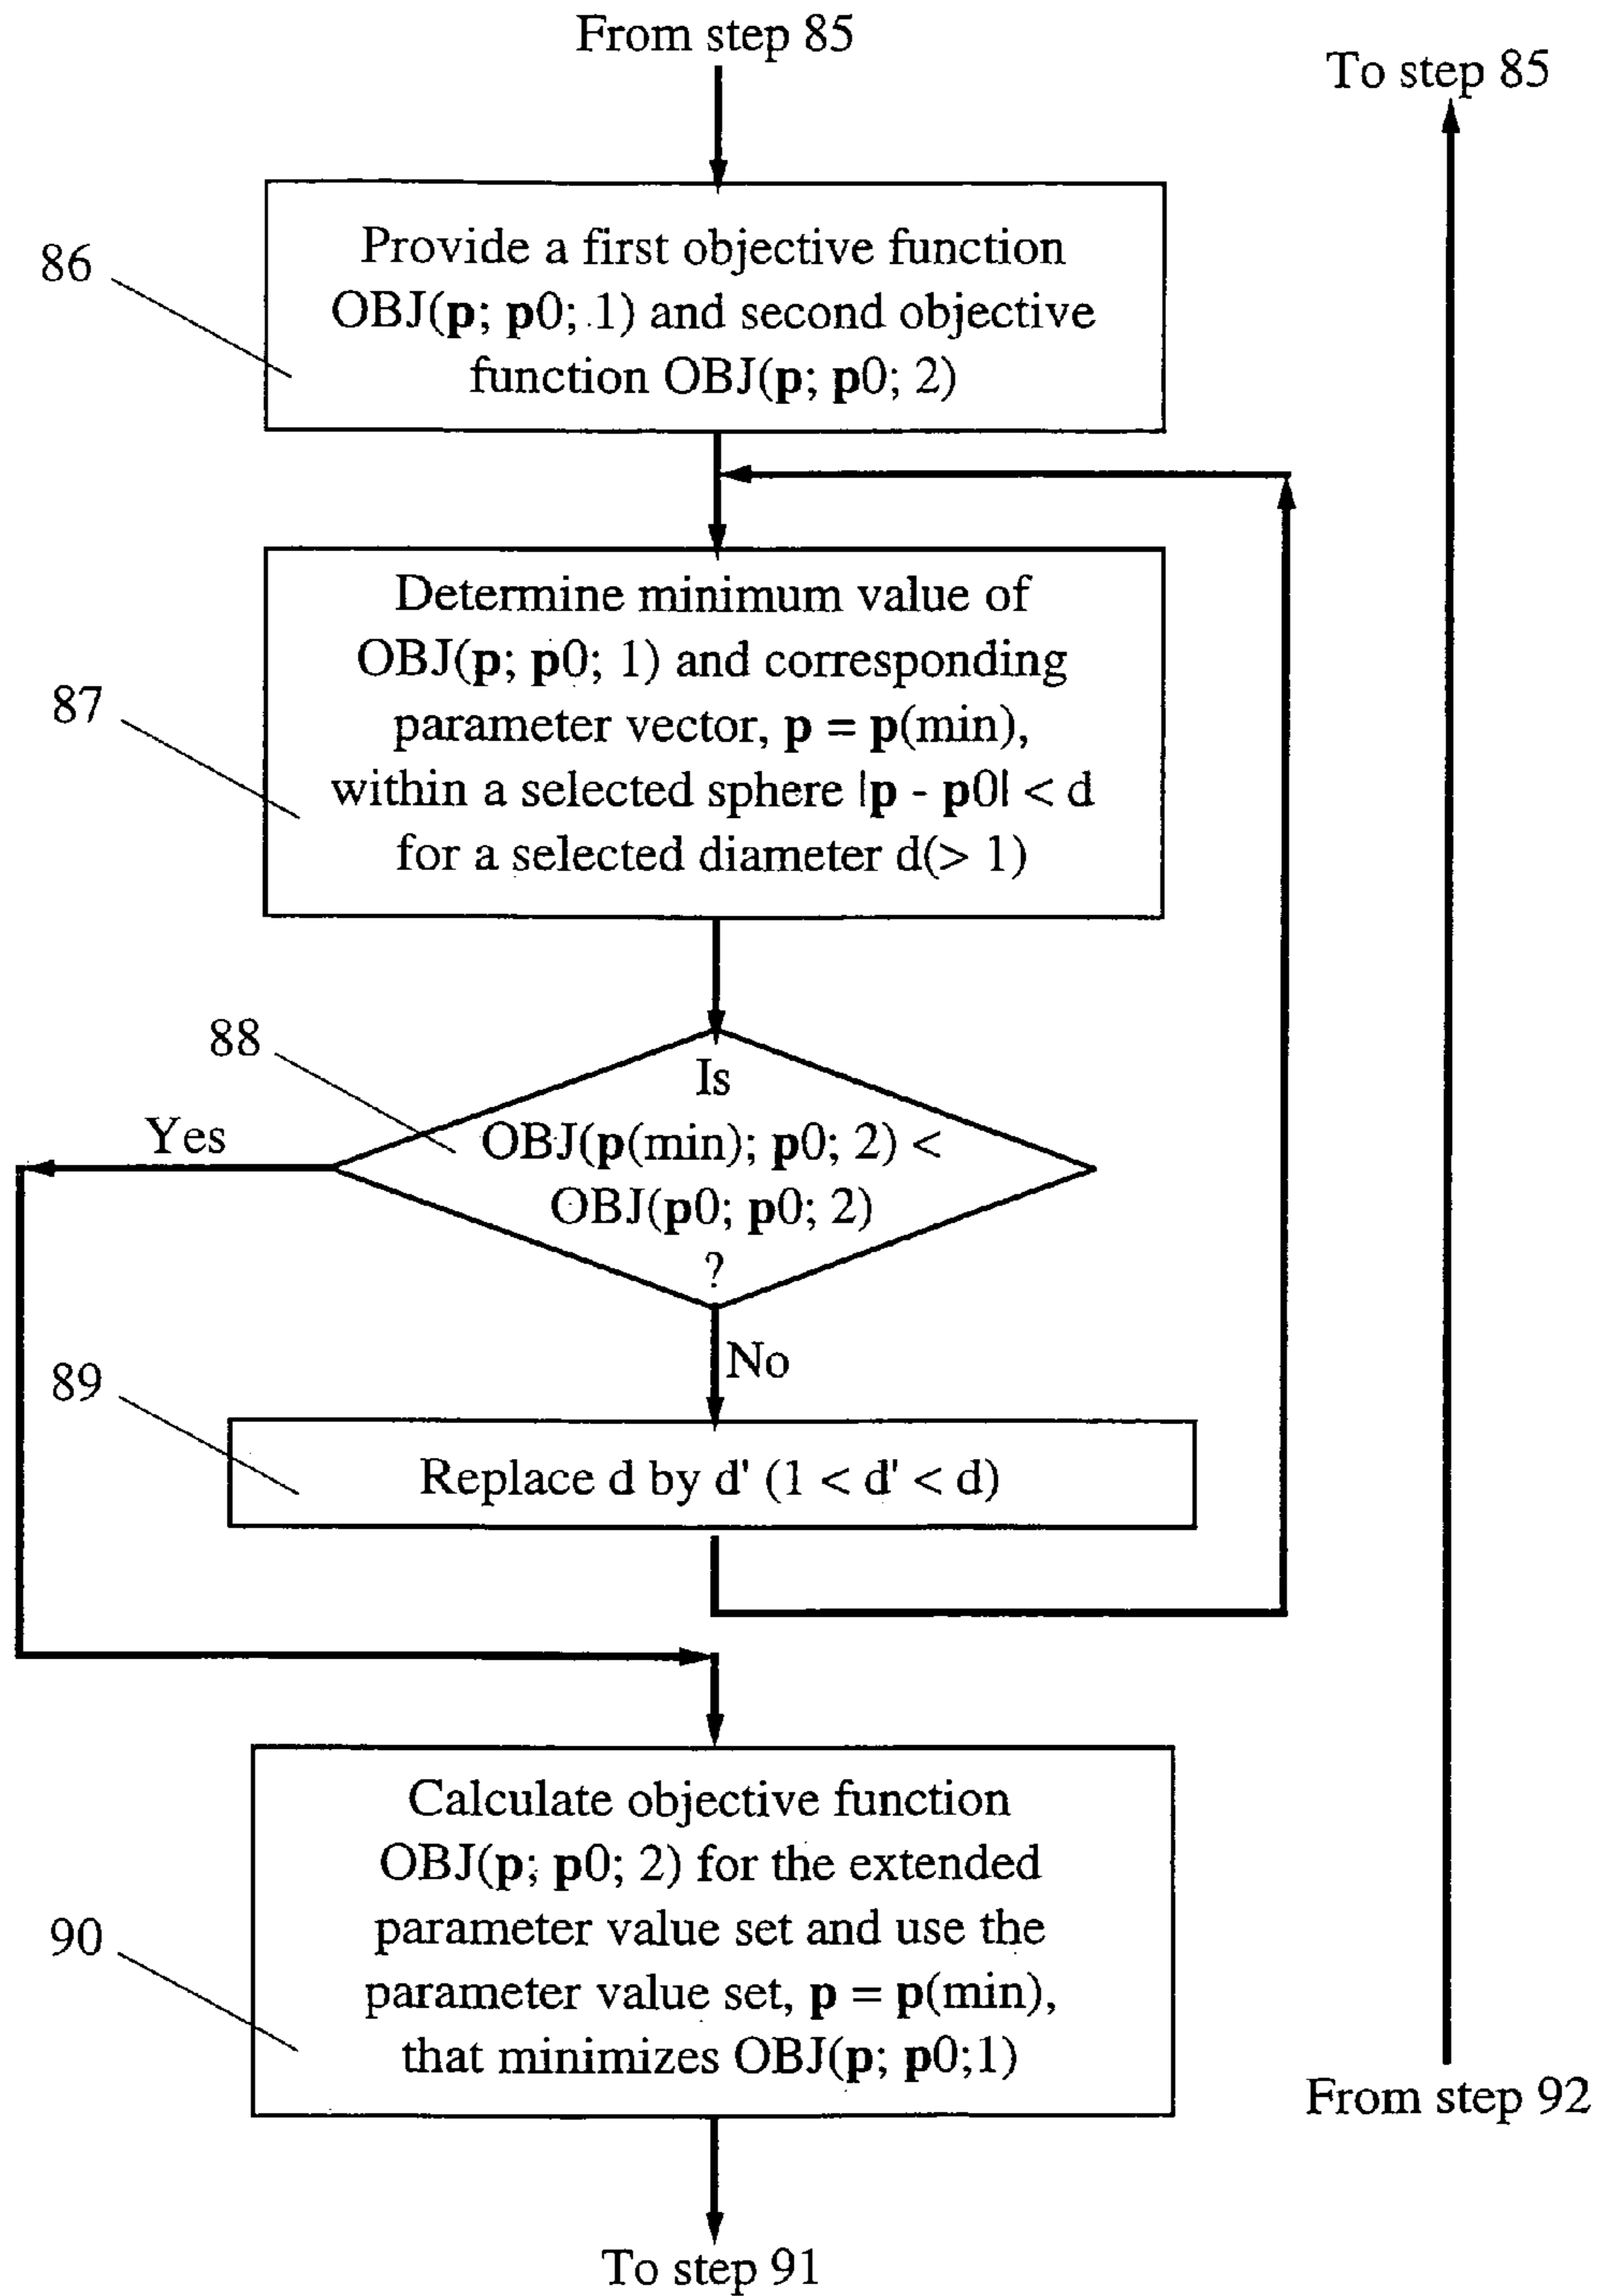 From step 85
To step 85
86
Provide a first objective function
OBJ(p; p0; 1) and second objective
function OBJ(p; p0; 2)
87
Determine minimum value of
OBJ(p; p0; 1) and corresponding
parameter vector, p = p(min),
within a selected sphere |p - p0| < d
for a selected diameter d(> 1)
88
Is
OBJ(p(min); p0; 2) <
OBJ(p0; p0; 2)
?
Yes
No
89
Replace d by d' (1 < d' < d)
90
Calculate objective function
OBJ(p; p0; 2) for the extended
parameter value set and use the
parameter value set, p = p(min),
that minimizes OBJ(p; p0;1)
From step 92
To step 91